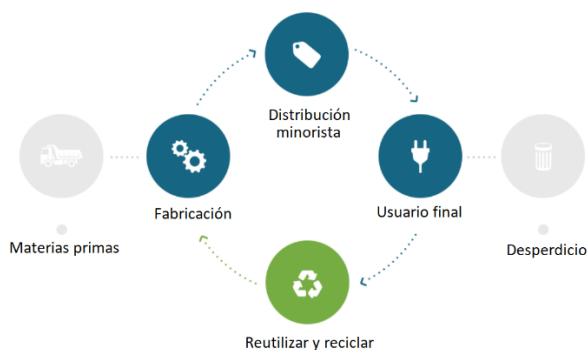 Distribución
minorista
Fabricación
Usuario final
Materias primas
Desperdicio
Reutilizar y reciclar